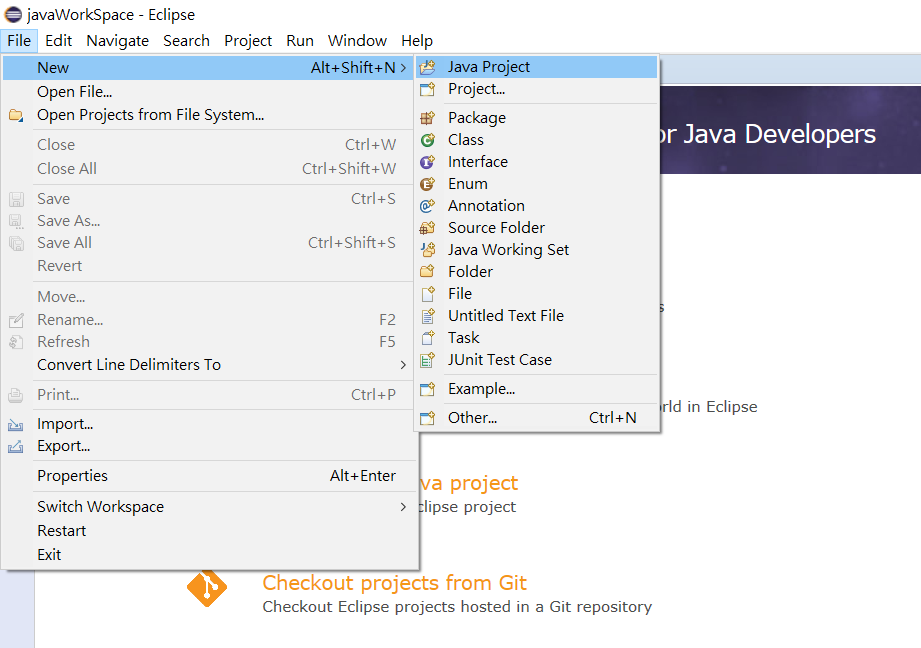 javaWorkSpace - Eclipse
File Edit Navigate Search Project Run Window Help
New Alt+Shift+N >
Open File...
Open Projects from File System...
Close Ctrl+W
Close All Ctrl+Shift+W
Save Ctrl+S
Save As...
Save All Ctrl+Shift+S
Revert
Move...
Rename... F2
Refresh F5
Convert Line Delimiters To >
Print... Ctrl+P
Import...
Export...
Properties Alt+Enter
Switch Workspace >
Restart
Exit
Java Project
Project...
Package
Class
Interface
Enum
Annotation
Source Folder
Java Working Set
Folder
File
Untitled Text File
Task
JUnit Test Case
Example...
Other... Ctrl+N
or Java Developers
s
rld in Eclipse
va project
clipse project
Checkout projects from Git
Checkout Eclipse projects hosted in a Git repository